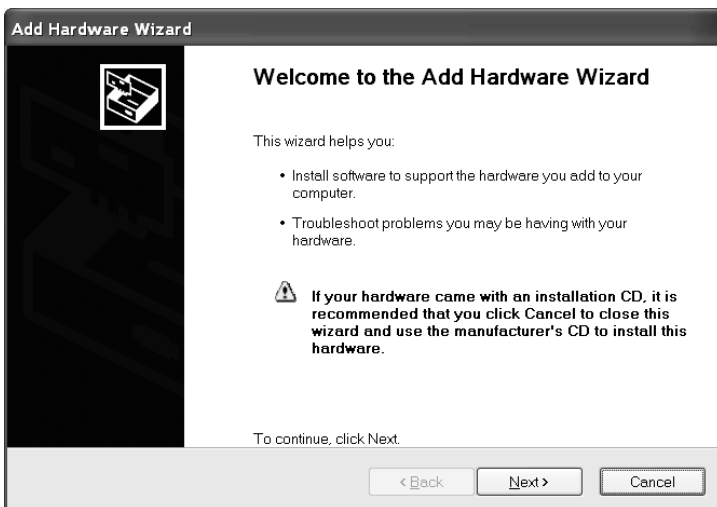 Add Hardware Wizard
Welcome to the Add Hardware Wizard
This wizard helps you:
• Install software to support the hardware you add to your
computer.
• Troubleshoot problems you may be having with your
hardware.
If your hardware came with an installation CD, it is
recommended that you click Cancel to close this
wizard and use the manufacturer's CD to install this
hardware.
To continue, click Next.
< Back Next > Cancel